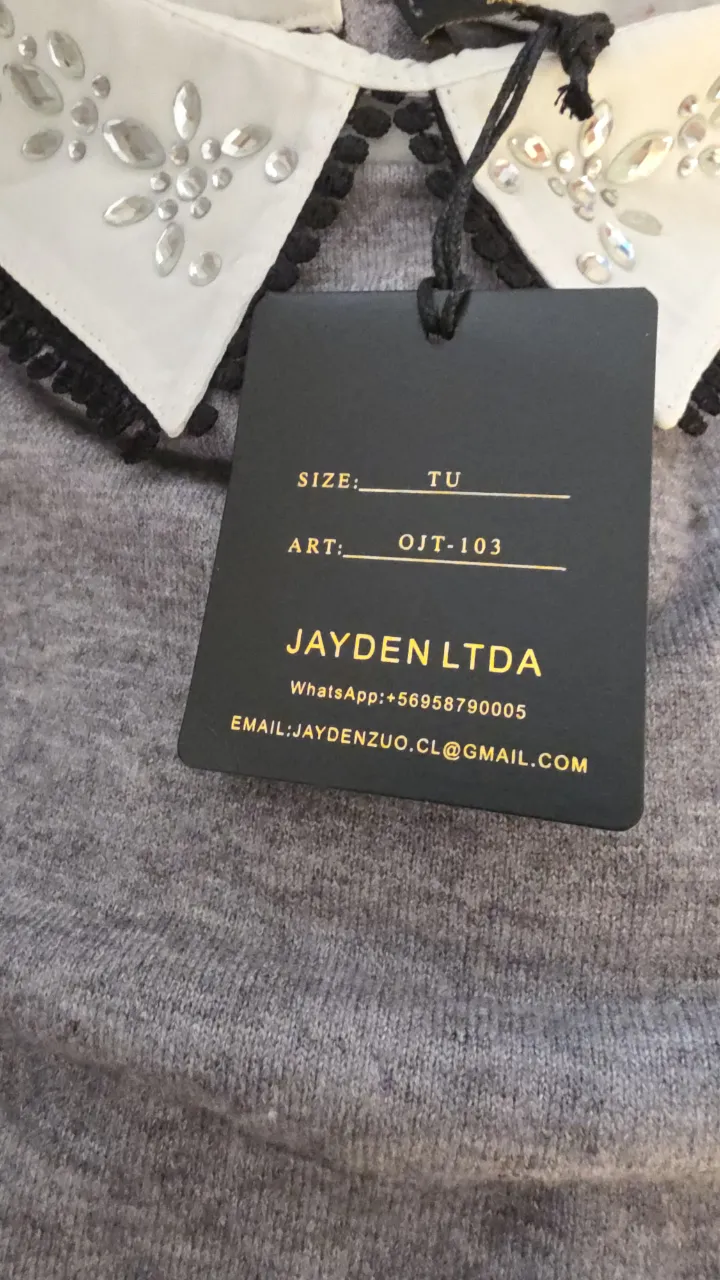 SIZE: TU
ART: OJT-103
JAYDEN LTDA
WhatsApp:+56958790005
EMAIL:JAYDENZUO.CL@GMAIL.COM